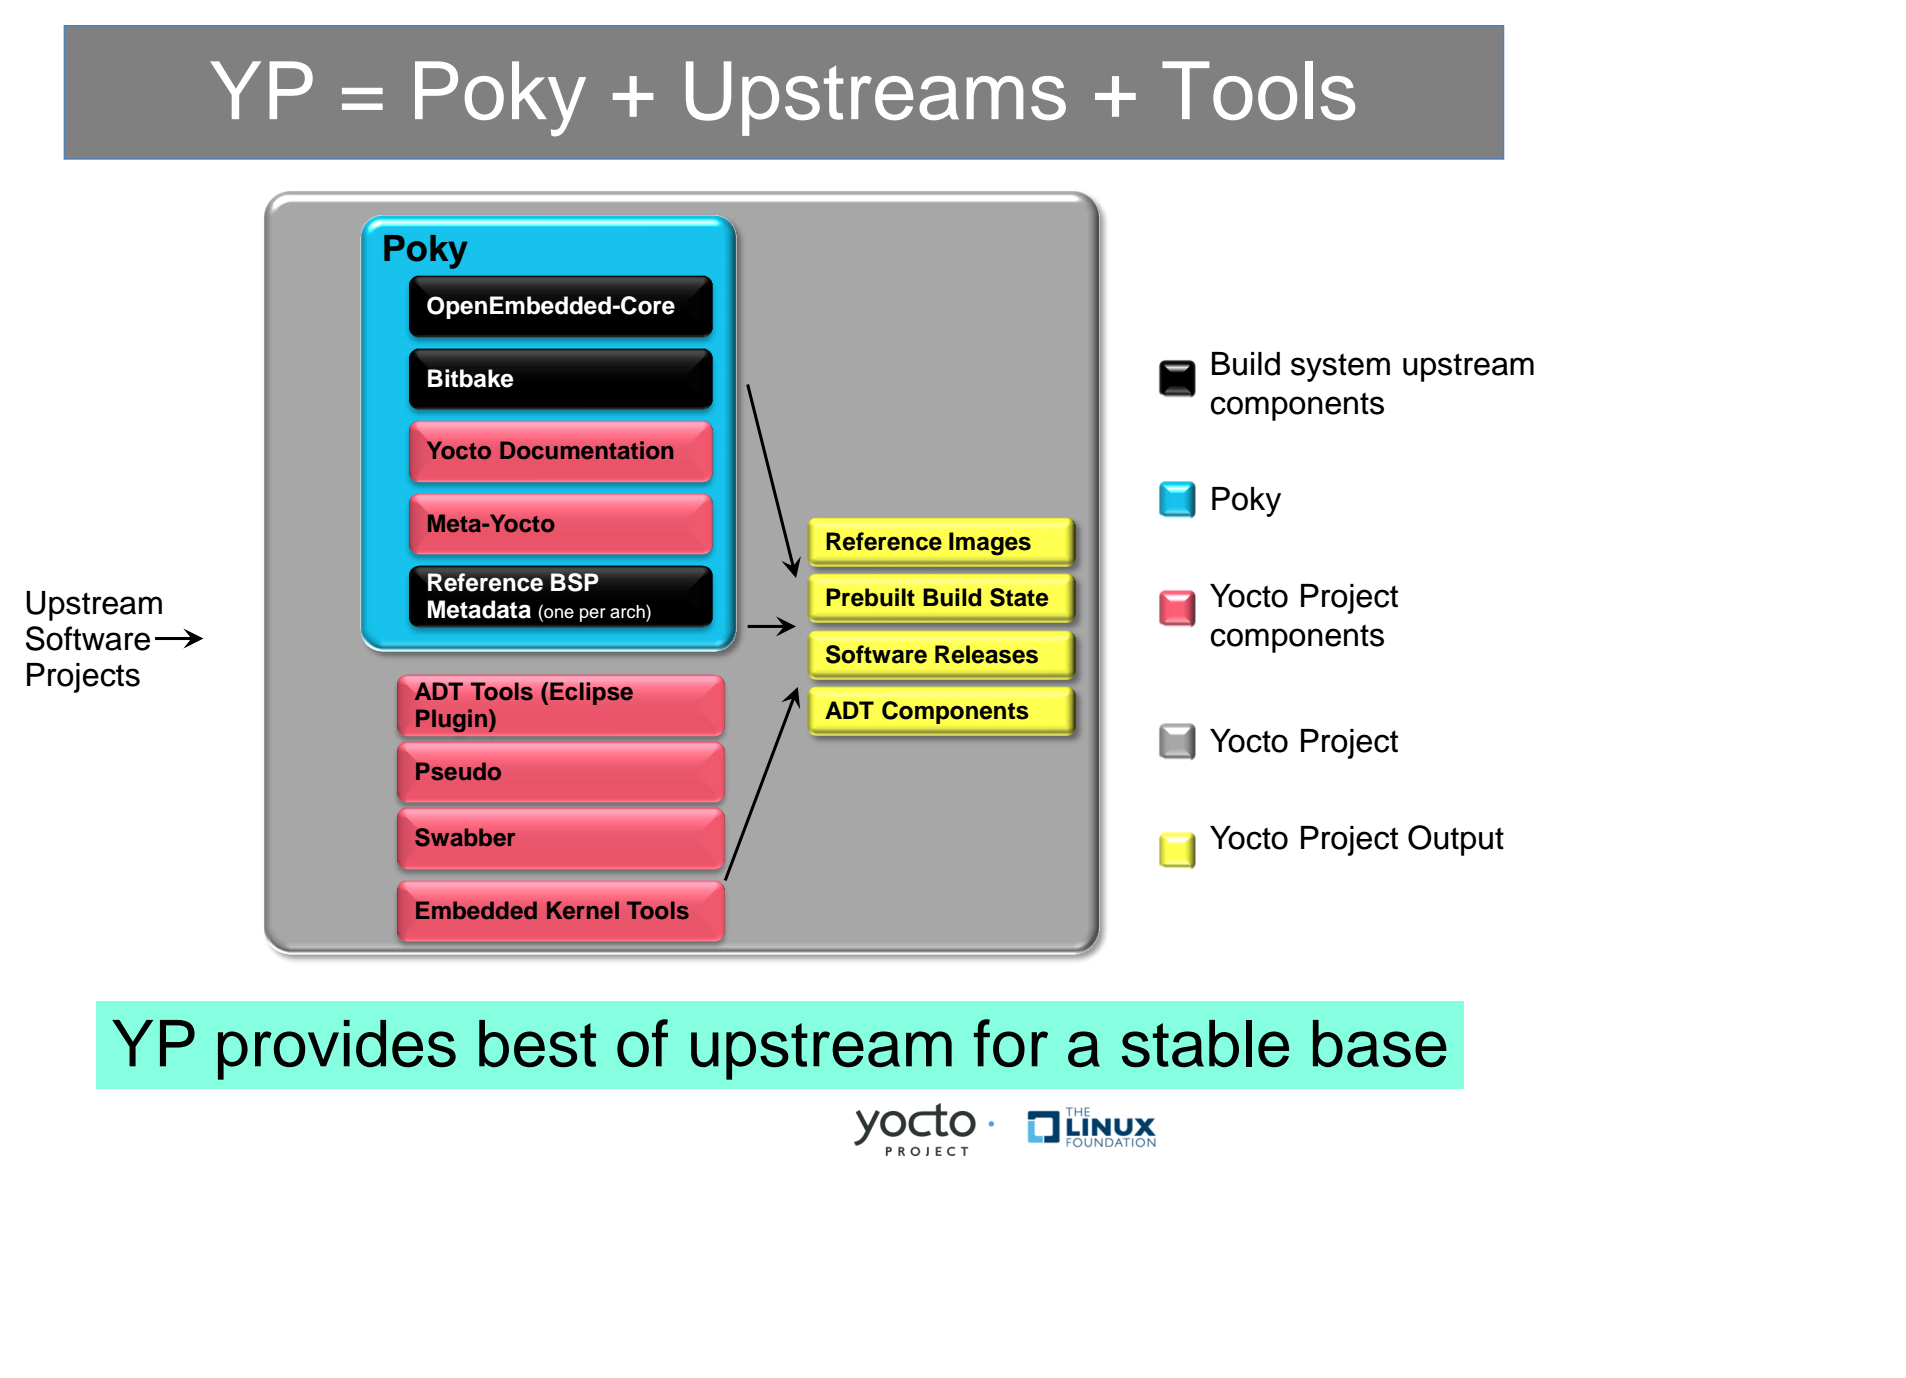 YP = Poky + Upstreams + Tools
Poky
OpenEmbedded-Core
Bitbake
Yocto Documentation
Meta-Yocto
Reference BSP
Metadata (one per arch)
ADT Tools (Eclipse
Plugin)
Pseudo
Swabber
Embedded Kernel Tools
Upstream
Software
Projects
Reference Images
Prebuilt Build State
Software Releases
ADT Components
Build system upstream
components
Poky
Yocto Project
components
Yocto Project
Yocto Project Output
YP provides best of upstream for a stable base
yocto
PROJECT
THE
LINUX
FOUNDATION